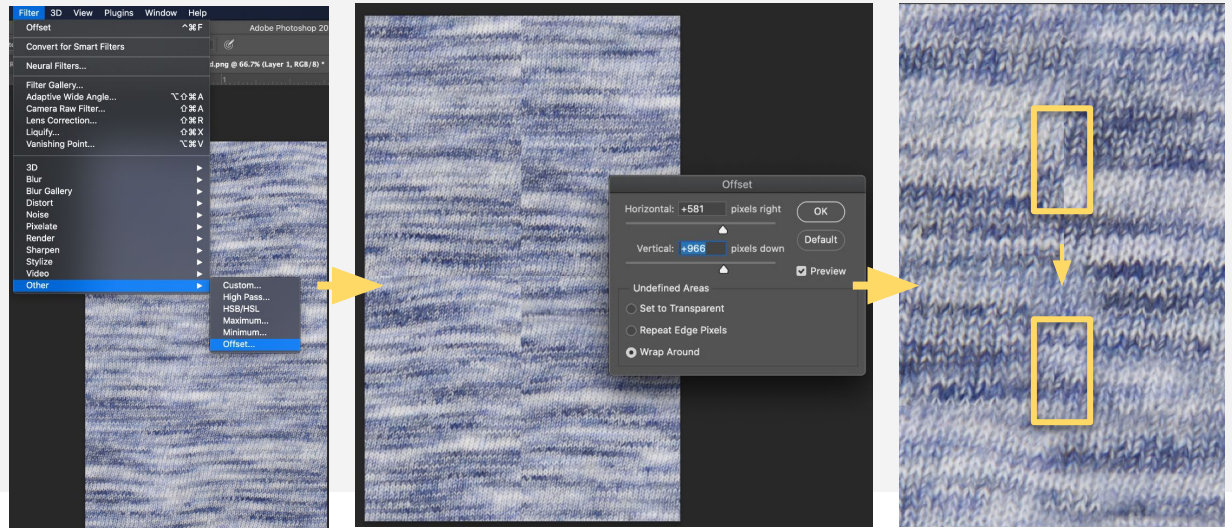 Filter 3D View Plugins Window Help
Offset ^⌘F
Adobe Photoshop 20
Convert for Smart Filters
Neural Filters...
d.png @ 66.7% (Layer 1, RGB/8) *
Filter Gallery...
Adaptive Wide Angle... ⌥⇧⌘A
Camera Raw Filter... ⇧⌘A
Lens Correction... ⇧⌘R
Liquify... ⇧⌘X
Vanishing Point... ⌥⌘V
3D
Blur
Blur Gallery
Distort
Noise
Pixelate
Render
Sharpen
Stylize
Video
Other
Custom...
High Pass...
HSB/HSL
Maximum...
Minimum...
Offset...
Offset
Horizontal: +581 pixels right OK
Vertical: +966 pixels down Default
Preview
Undefined Areas
Set to Transparent
Repeat Edge Pixels
Wrap Around